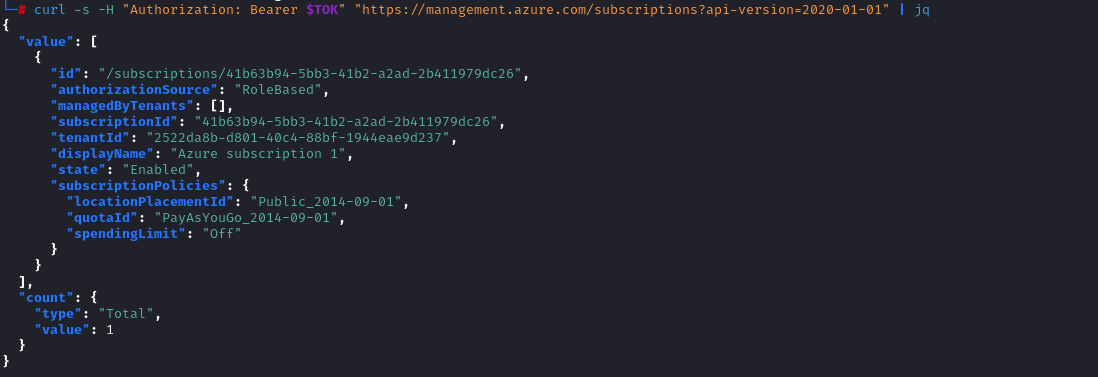 └─# curl -s -H "Authorization: Bearer $TOK" "https://management.azure.com/subscriptions?api-version=2020-01-01" | jq
{
  "value": [
    {
      "id": "/subscriptions/41b63b94-5bb3-41b2-a2ad-2b411979dc26",
      "authorizationSource": "RoleBased",
      "managedByTenants": [],
      "subscriptionId": "41b63b94-5bb3-41b2-a2ad-2b411979dc26",
      "tenantId": "2522da8b-d801-40c4-88bf-1944eae9d237",
      "displayName": "Azure subscription 1",
      "state": "Enabled",
      "subscriptionPolicies": {
        "locationPlacementId": "Public_2014-09-01",
        "quotaId": "PayAsYouGo_2014-09-01",
        "spendingLimit": "Off"
      }
    }
  ],
  "count": {
    "type": "Total",
    "value": 1
  }
}